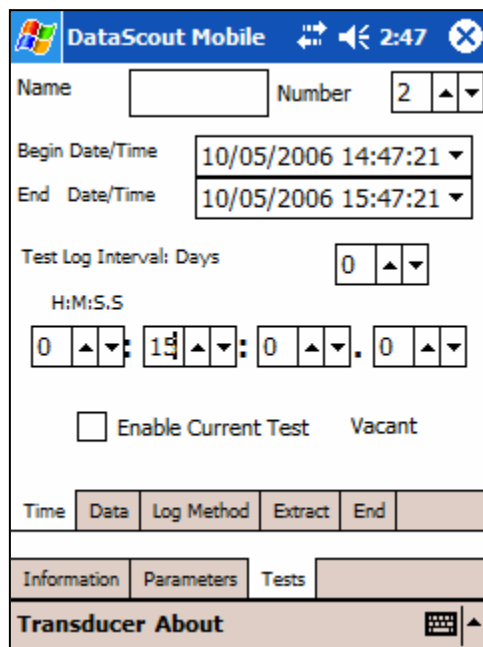 DataScout Mobile 2:47
Name Number 2
Begin Date/Time 10/05/2006 14:47:21
End Date/Time 10/05/2006 15:47:21
Test Log Interval: Days 0
H:M:S.S
0 : 15 : 0 . 0
Enable Current Test Vacant
Time Data Log Method Extract End
Information Parameters Tests
Transducer About